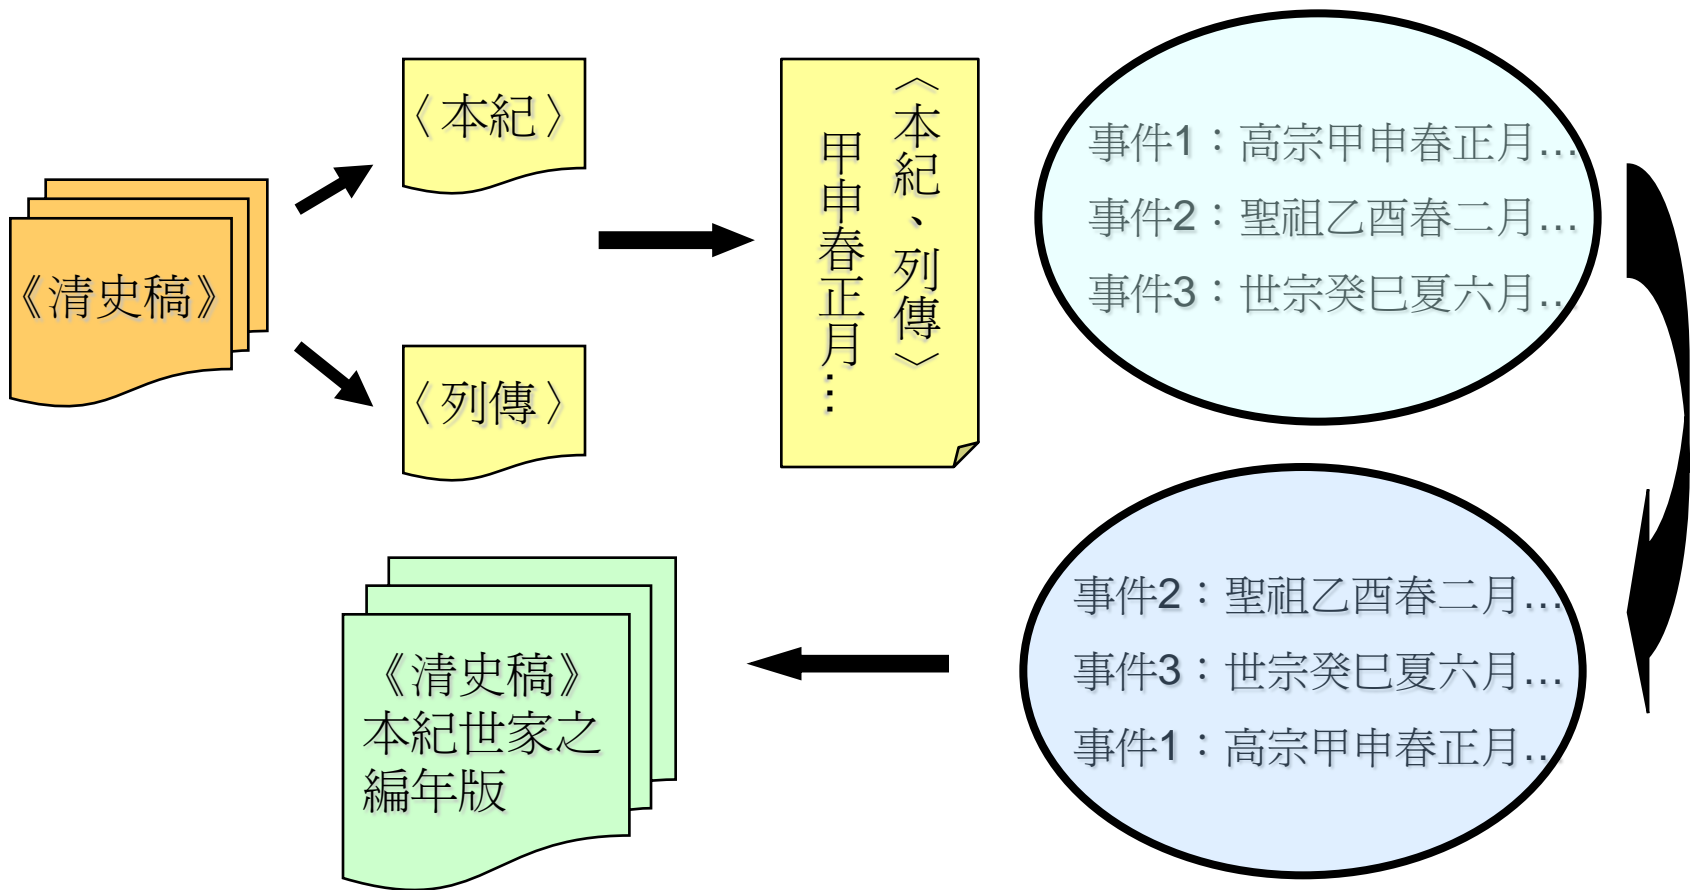 《清史稿》
〈本紀〉
〈列傳〉
〈本紀、列傳〉
甲申春正月…
事件1：高宗甲申春正月…
事件2：聖祖乙酉春二月…
事件3：世宗癸巳夏六月…
事件2：聖祖乙酉春二月…
事件3：世宗癸巳夏六月…
事件1：高宗甲申春正月…
《清史稿》
本紀世家之
編年版